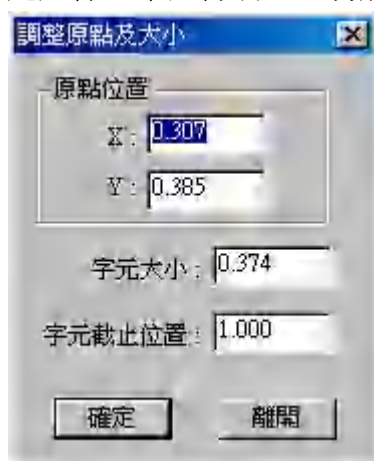 調整原點及大小
原點位置
X : 0.307
Y : 0.385
字元大小 : 0.374
字元截止位置 : 1.000
確定 離開